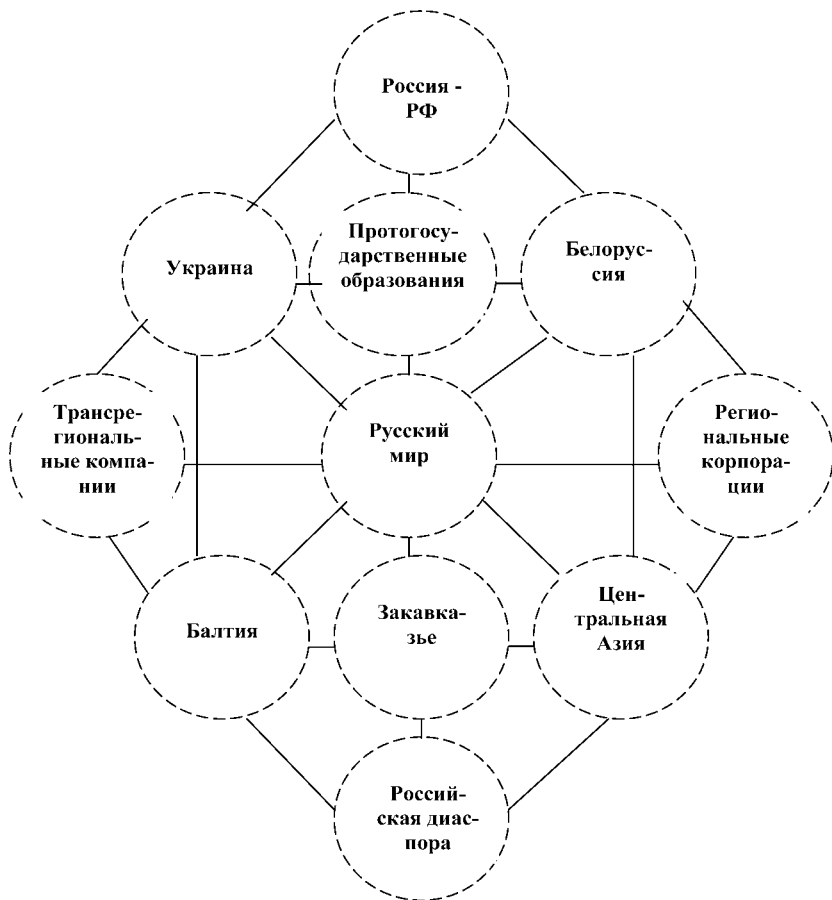 Россия -
РФ
Украина
Протогосу-
дарственные
образования
Белорус-
сия
Трансре-
гиональ-
ные компа-
нии
Русский
мир
Регио-
нальные
корпора-
ции
Балтия
Закавка-
зье
Цен-
тральная
Азия
Россий-
ская диас-
пора